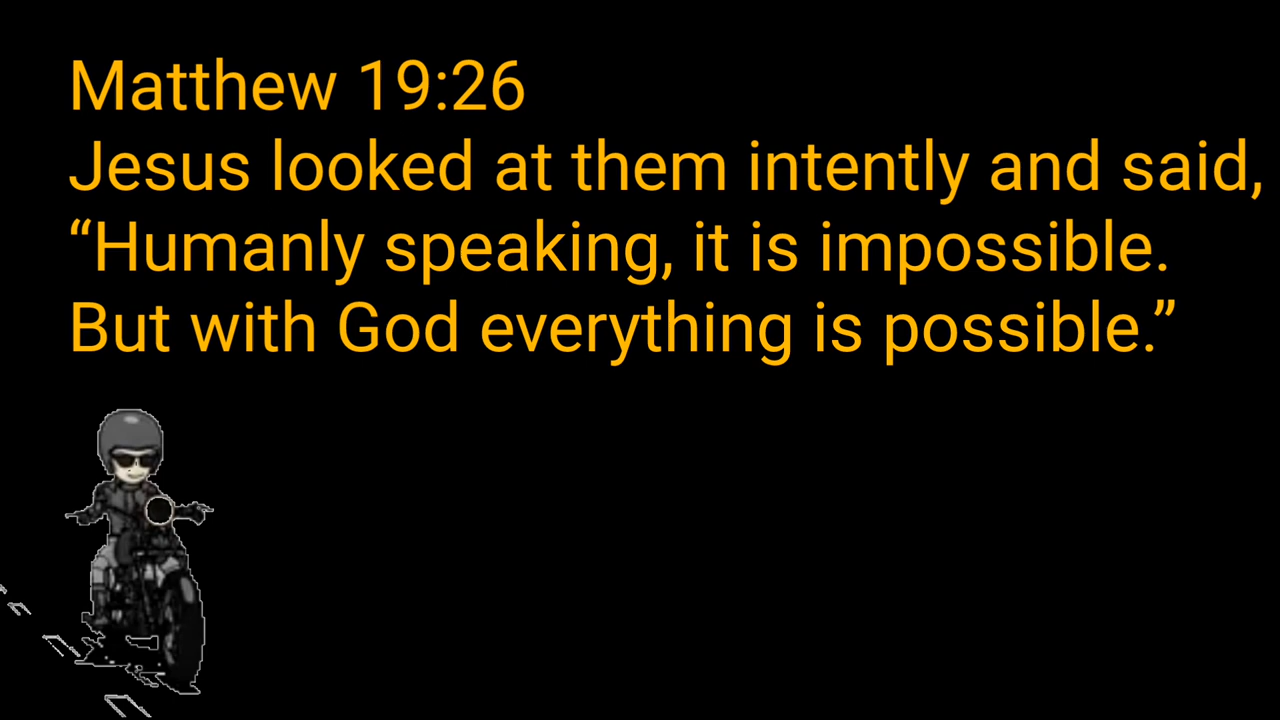 Matthew 19:26
Jesus looked at them intently and said,
“Humanly speaking, it is impossible.
But with God everything is possible.”